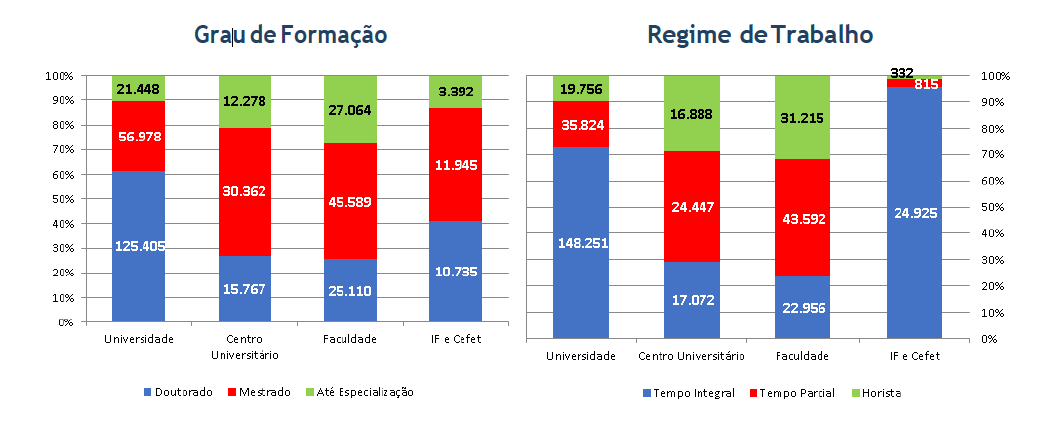 Grau de Formação
100%
90%
80%
70%
60%
50%
40%
30%
20%
10%
0%
21.448
56.978
125.405
12.278
30.362
15.767
27.064
45.589
25.110
3.392
11.945
10.735
Universidade
Centro
Universitário
Faculdade
IF e Cefet
Doutorado
Mestrado
Até Especialização
Regime de Trabalho
100%
90%
80%
70%
60%
50%
40%
30%
20%
10%
0%
19.756
35.824
148.251
16.888
24.447
17.072
31.215
43.592
22.956
332
815
24.925
Universidade
Centro Universitário
Faculdade
IF e Cefet
Tempo Integral
Tempo Parcial
Horista